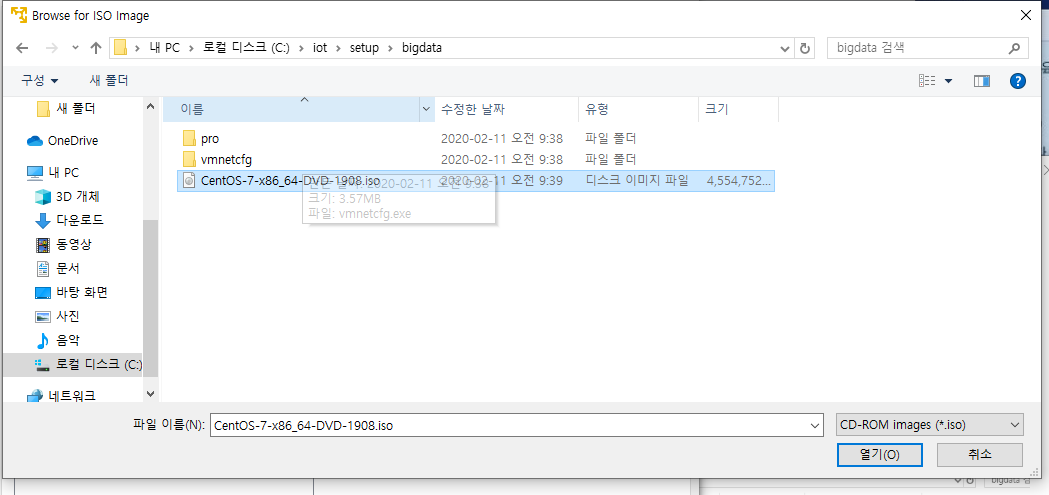 Browse for ISO Image
내 PC › 로컬 디스크 (C:) › iot › setup › bigdata
bigdata 검색
구성 새 폴더
이름 수정한 날짜 유형 크기
새 폴더
OneDrive
내 PC
3D 개체
다운로드
동영상
문서
바탕 화면
사진
음악
로컬 디스크 (C:)
네트워크
pro 2020-02-11 오전 9:38 파일 폴더
vmnetcfg 2020-02-11 오전 9:38 파일 폴더
CentOS-7-x86_64-DVD-1908.iso 2020-02-11 오전 9:39 디스크 이미지 파일 4,554,752...
2020-02-11 오전 9:38
크기: 3.57MB
파일: vmnetcfg.exe
파일 이름(N): CentOS-7-x86_64-DVD-1908.iso
CD-ROM images (*.iso)
열기(O) 취소
bigdata 검